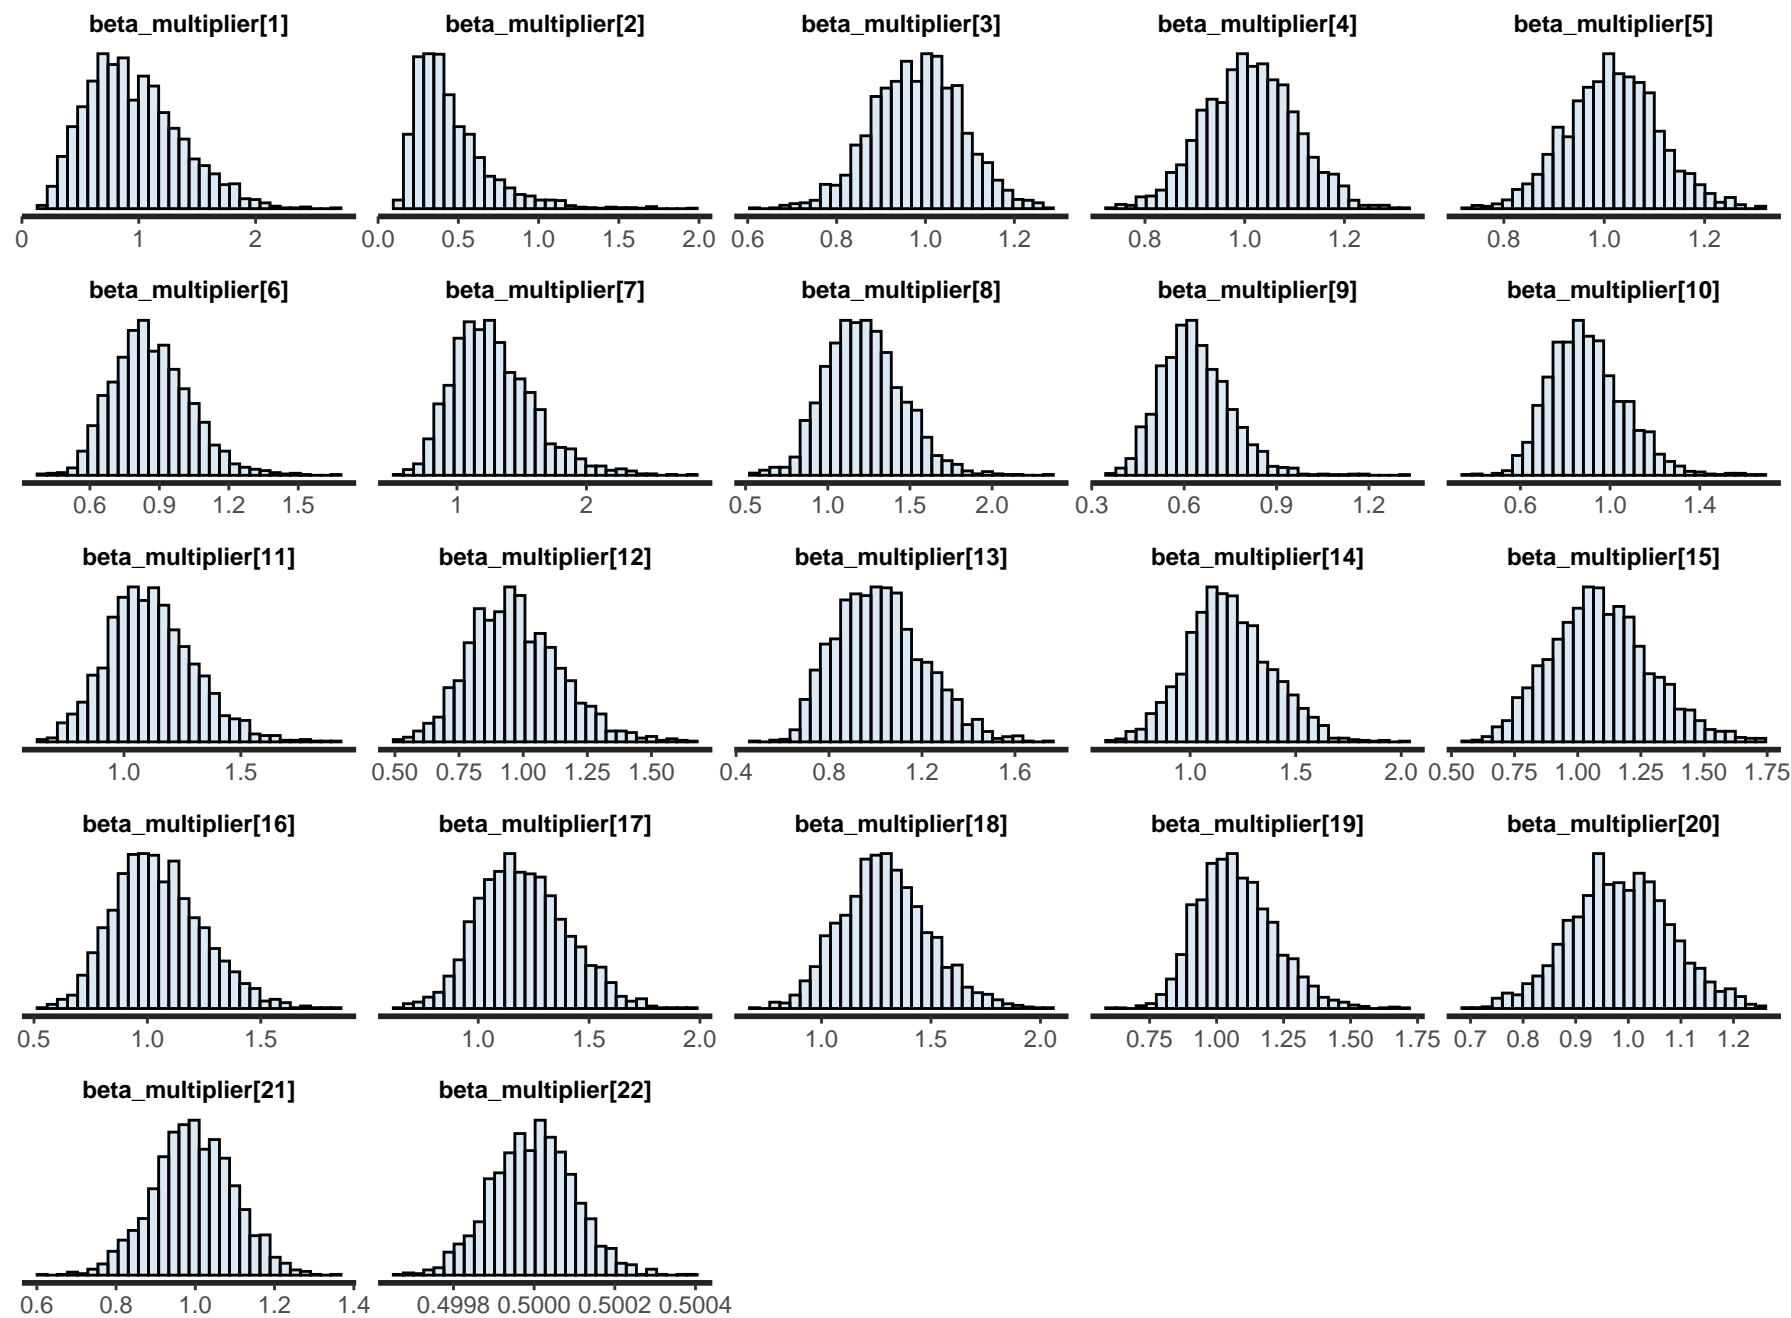 beta_multiplier[1] beta_multiplier[2] beta_multiplier[3] beta_multiplier[4] beta_multiplier[5]
0 1 2 0.0 0.5 1.0 1.5 2.0 0.6 0.8 1.0 1.2 0.8 1.0 1.2 0.8 1.0 1.2
beta_multiplier[6] beta_multiplier[7] beta_multiplier[8] beta_multiplier[9] beta_multiplier[10]
0.6 0.9 1.2 1.5 1 2 0.5 1.0 1.5 2.0 0.3 0.6 0.9 1.2 0.6 1.0 1.4
beta_multiplier[11] beta_multiplier[12] beta_multiplier[13] beta_multiplier[14] beta_multiplier[15]
1.0 1.5 0.50 0.75 1.00 1.25 1.50 0.4 0.8 1.2 1.6 1.0 1.5 2.0 0.50 0.75 1.00 1.25 1.50 1.75
beta_multiplier[16] beta_multiplier[17] beta_multiplier[18] beta_multiplier[19] beta_multiplier[20]
0.5 1.0 1.5 1.0 1.5 2.0 1.0 1.5 2.0 0.75 1.00 1.25 1.50 1.75 0.7 0.8 0.9 1.0 1.1 1.2
beta_multiplier[21] beta_multiplier[22]
0.6 0.8 1.0 1.2 1.4 0.4998 0.5000 0.5002 0.5004